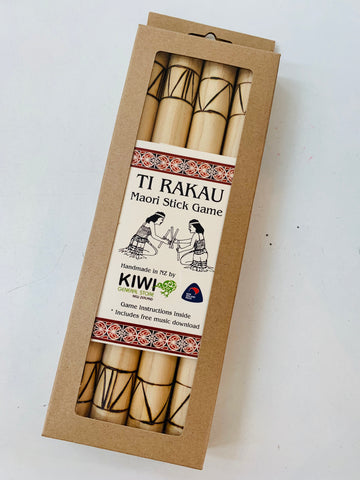 TI RAKAU
Maori Stick Game
Handmade in NZ by
KIWI
GENERAL STORE
NEW ZEALAND
Game instructions inside
* Includes free music download